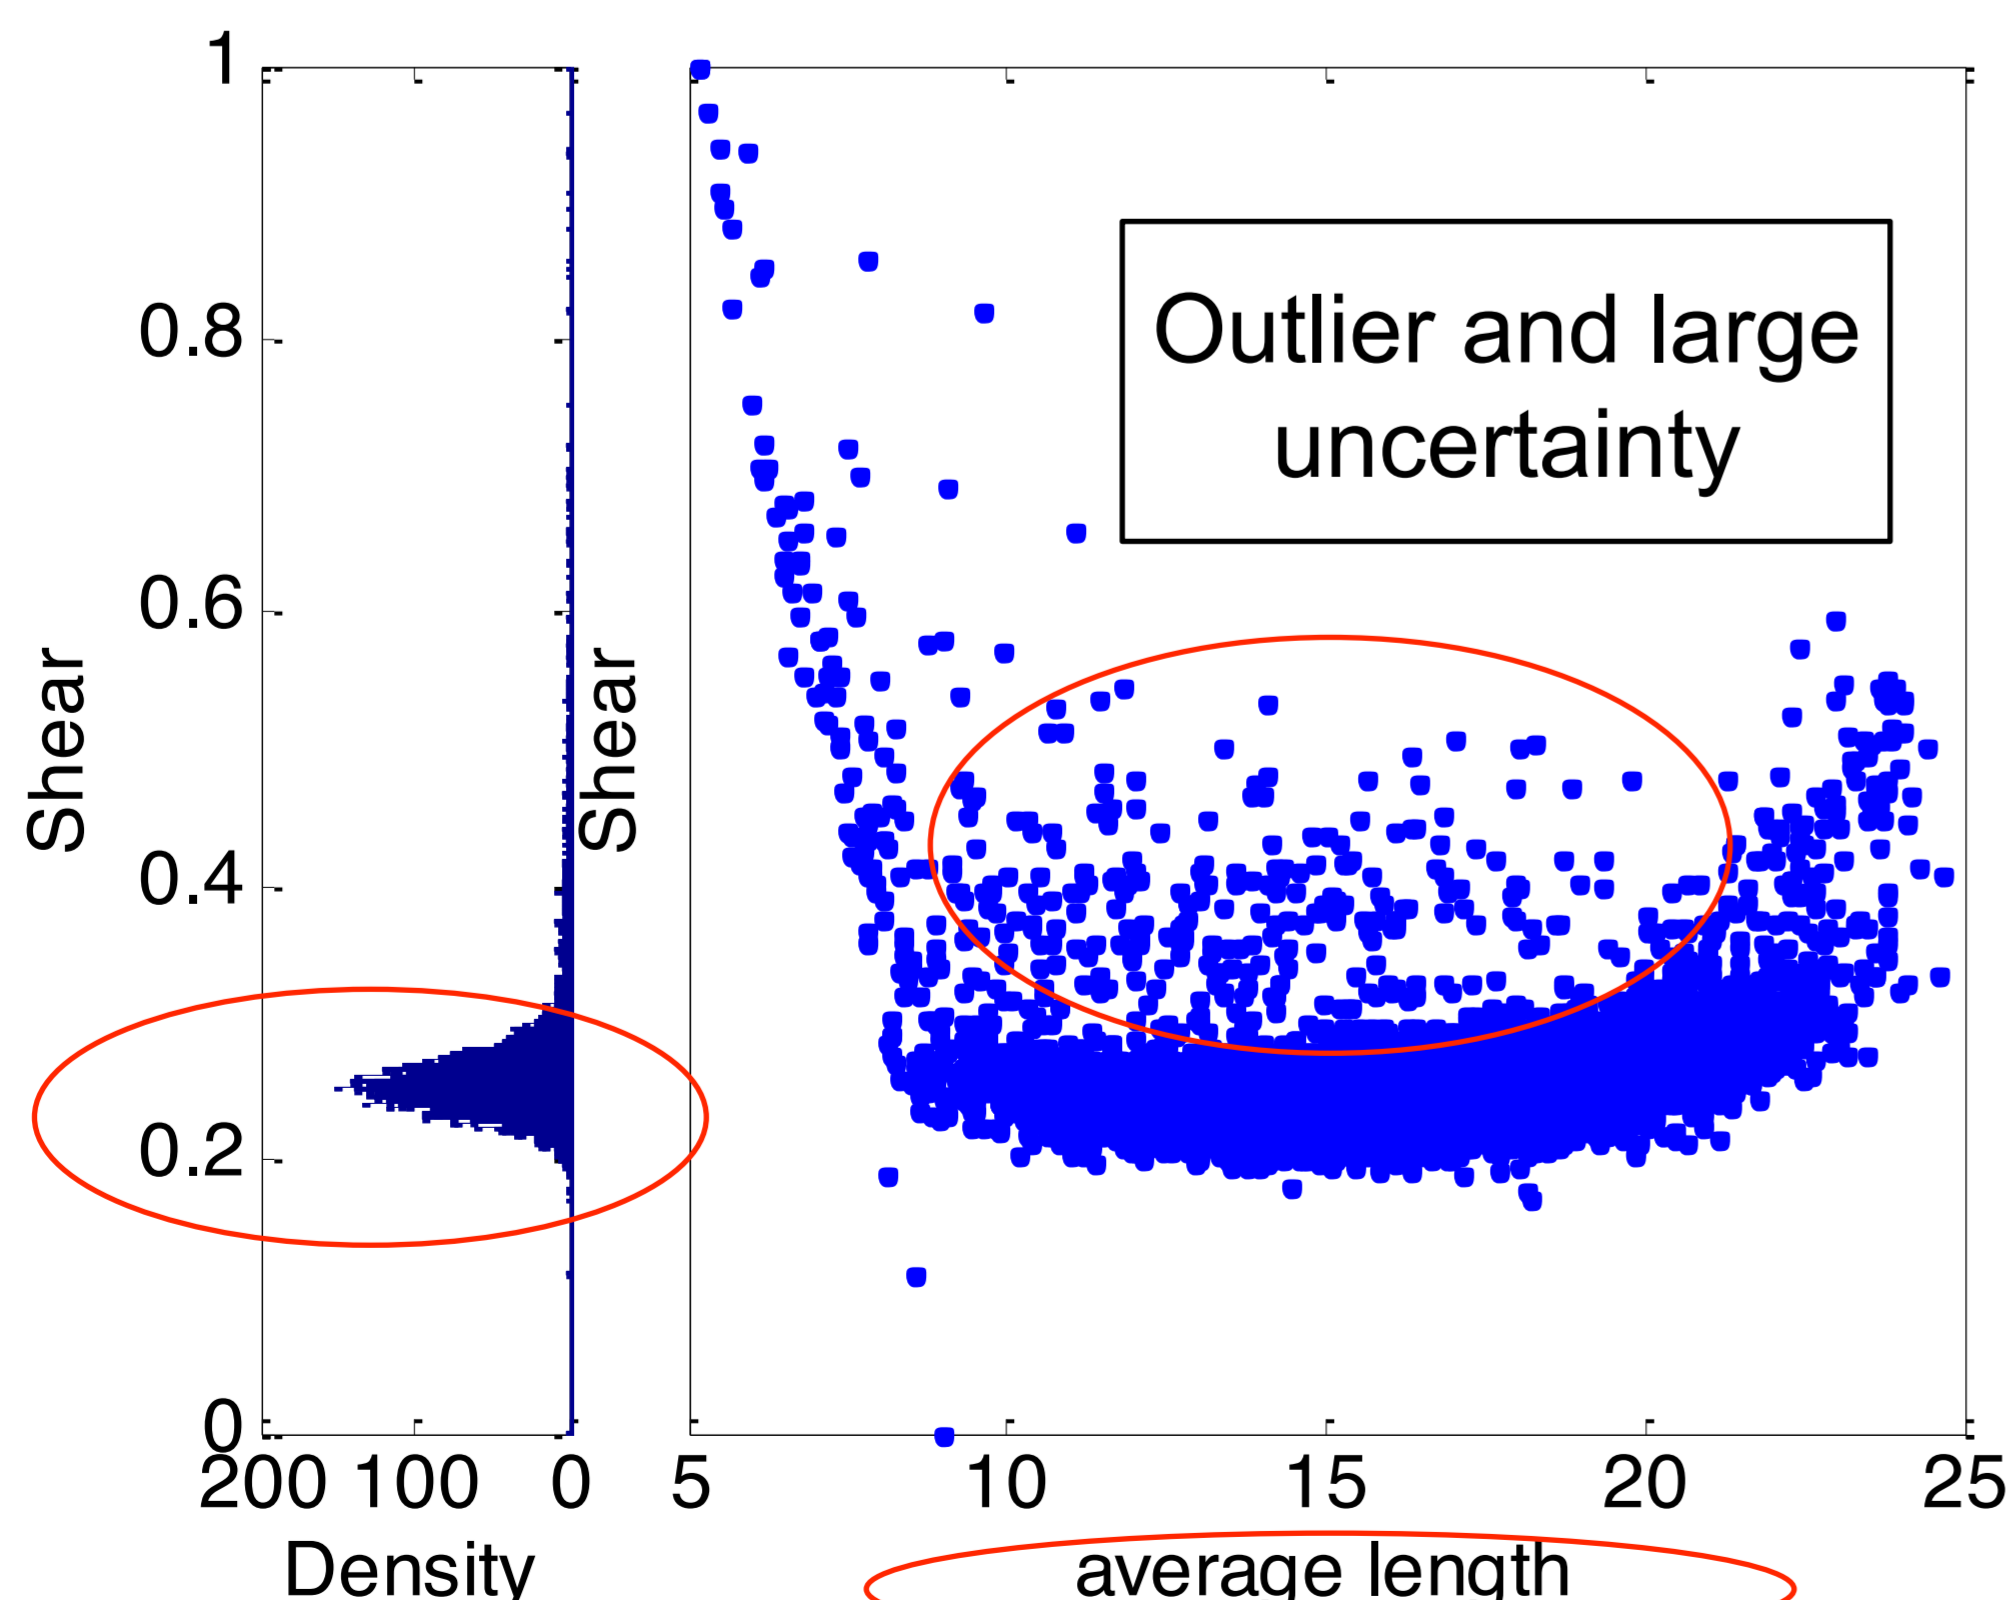 1
0.8
0.6
0.4
0.2
0
Shear
200 100 0
Density
Shear
Outlier and large
uncertainty
5 10 15 20 25
average length